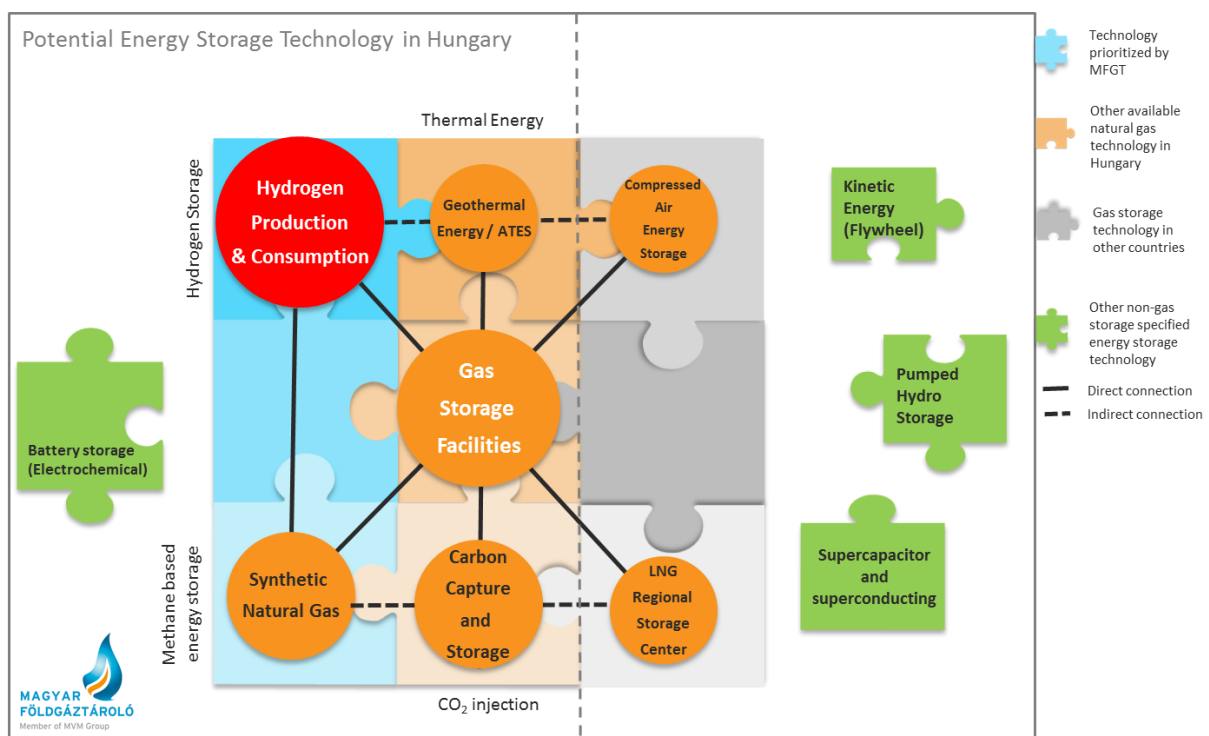 Potential Energy Storage Technology in Hungary
Thermal Energy
Hydrogen Storage
Hydrogen
Production
& Consumption
Geothermal
Energy / ATES
Compressed
Air
Energy
Storage
Gas
Storage
Facilities
Battery storage
(Electrochemical)
Methane based
energy storage
Synthetic
Natural Gas
Carbon
Capture
and
Storage
LNG
Regional
Storage
Center
CO₂ injection
Kinetic
Energy
(Flywheel)
Pumped
Hydro
Storage
Supercapacitor
and
superconducting
Technology
prioritized by
MFGT
Other available
natural gas
technology in
Hungary
Gas storage
technology in
other countries
Other non-gas
storage specified
energy storage
technology
Direct connection
Indirect connection
MAGYAR
FÖLDGÁZTÁROLÓ
Member of MVM Group